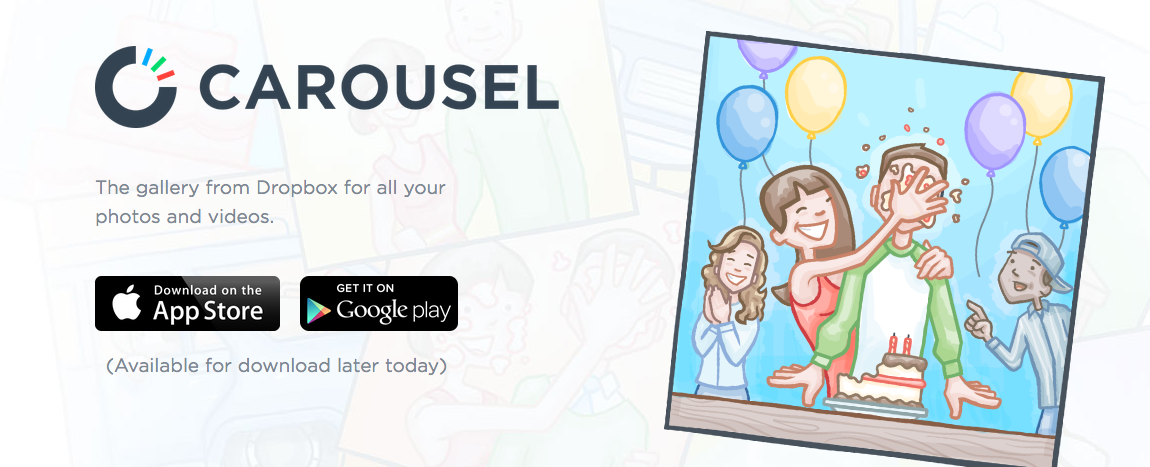 CAROUSEL
The gallery from Dropbox for all your
photos and videos.
Download on the
App Store
GET IT ON
Google play
(Available for download later today)